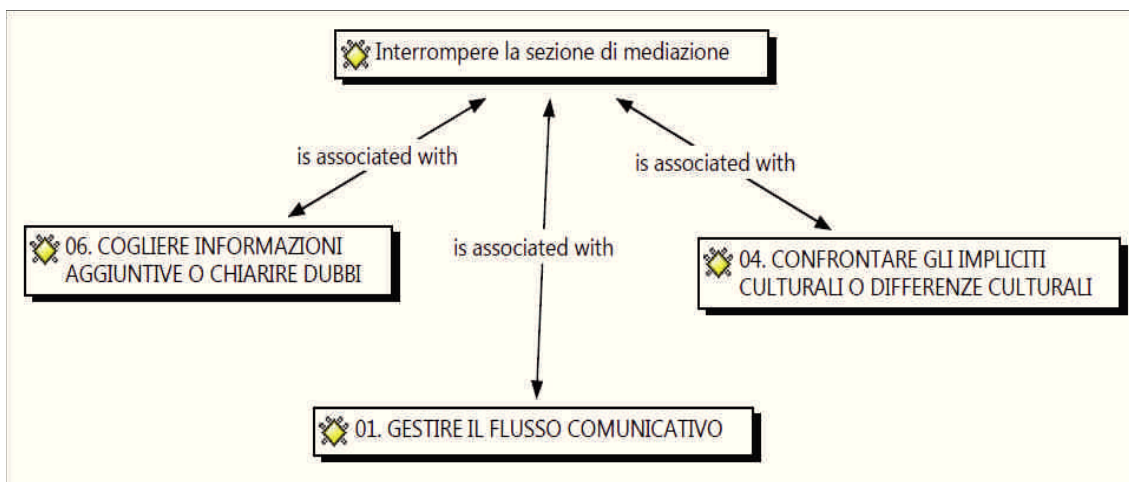 Interrompere la sezione di mediazione
is associated with
is associated with
is associated with
06. COGLIERE INFORMAZIONI
AGGIUNTIVE O CHIARIRE DUBBI
04. CONFRONTARE GLI IMPLICITI
CULTURALI O DIFFERENZE CULTURALI
01. GESTIRE IL FLUSSO COMUNICATIVO